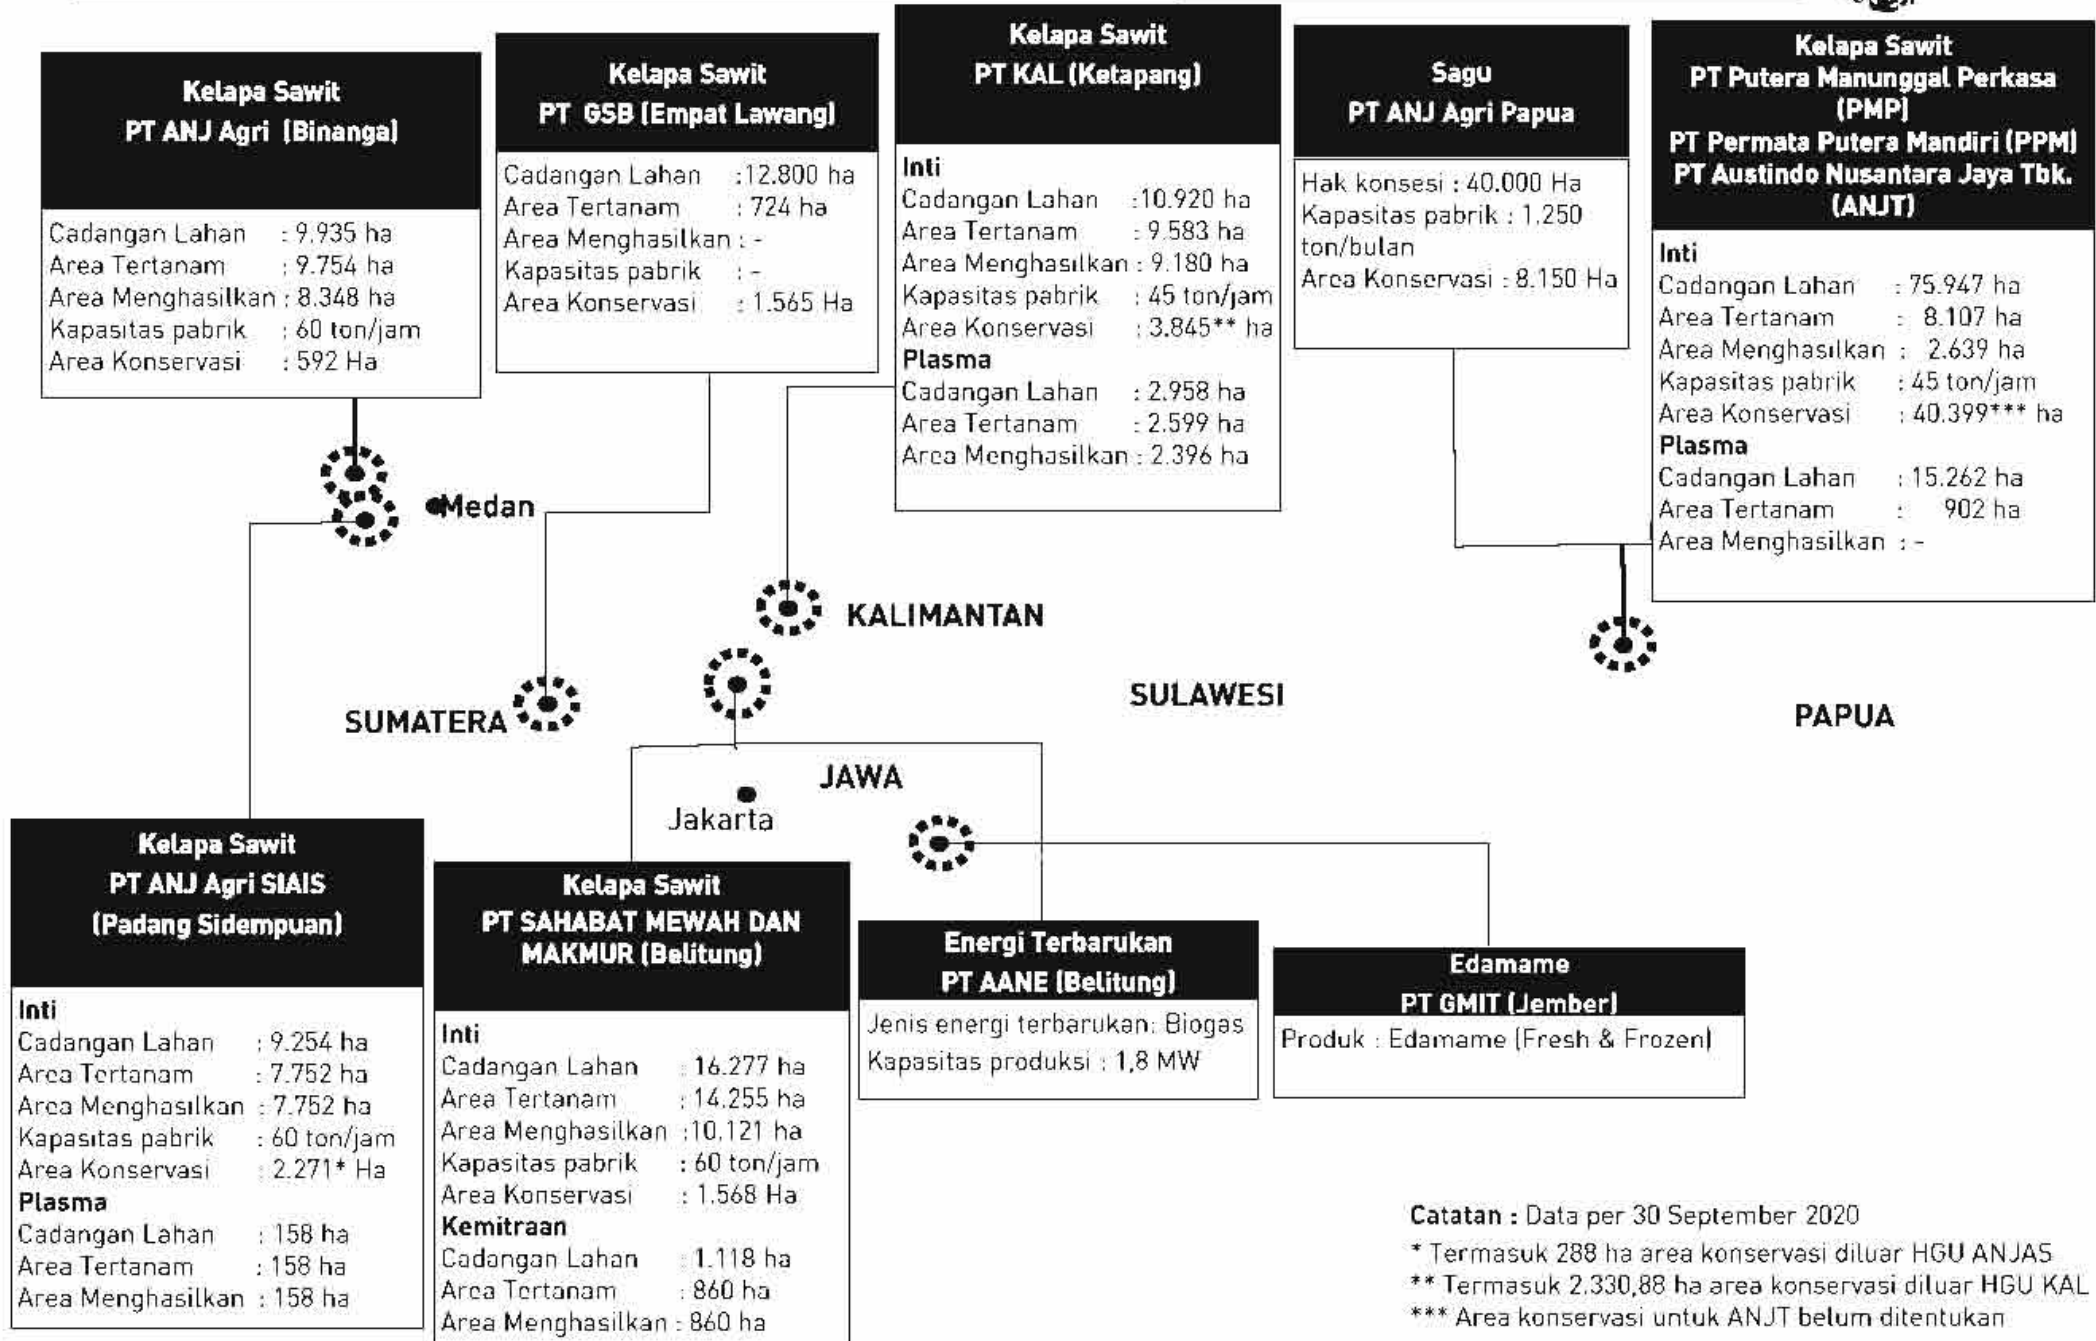 Kelapa Sawit
PT ANJ Agri (Binanga)
Cadangan Lahan : 9.935 ha
Area Tertanam : 9.754 ha
Area Menghasilkan : 8.348 ha
Kapasitas pabrik : 60 ton/jam
Area Konservasi : 592 Ha
Kelapa Sawit
PT GSB (Empat Lawang)
Cadangan Lahan :12.800 ha
Area Tertanam : 724 ha
Area Menghasilkan : -
Kapasitas pabrik : -
Area Konservasi : 1.565 Ha
Kelapa Sawit
PT KAL (Ketapang)
Inti
Cadangan Lahan :10.920 ha
Area Tertanam : 9.583 ha
Area Menghasilkan : 9.180 ha
Kapasitas pabrik : 45 ton/jam
Area Konservasi : 3.845** ha
Plasma
Cadangan Lahan : 2.958 ha
Area Tertanam : 2.599 ha
Area Menghasilkan : 2.396 ha
Sagu
PT ANJ Agri Papua
Hak konsesi : 40.000 Ha
Kapasitas pabrik : 1.250
ton/bulan
Area Konservasi : 8.150 Ha
Kelapa Sawit
PT Putera Manunggal Perkasa
(PMP)
PT Permata Putera Mandiri (PPM)
PT Austindo Nusantara Jaya Tbk.
(ANJT)
Inti
Cadangan Lahan : 75.947 ha
Area Tertanam : 8.107 ha
Area Menghasilkan : 2.639 ha
Kapasitas pabrik : 45 ton/jam
Area Konservasi : 40.399*** ha
Plasma
Cadangan Lahan : 15.262 ha
Area Tertanam : 902 ha
Area Menghasilkan : -
Medan
KALIMANTAN
SULAWESI
SUMATERA
PAPUA
JAWA
Jakarta
Kelapa Sawit
PT ANJ Agri SIAIS
(Padang Sidempuan)
Inti
Cadangan Lahan : 9.254 ha
Area Tertanam : 7.752 ha
Area Menghasilkan : 7.752 ha
Kapasitas pabrik : 60 ton/jam
Area Konservasi : 2.271* Ha
Plasma
Cadangan Lahan : 158 ha
Area Tertanam : 158 ha
Area Menghasilkan : 158 ha
Kelapa Sawit
PT SAHABAT MEWAH DAN
MAKMUR (Belitung)
Inti
Cadangan Lahan : 16.277 ha
Area Tertanam : 14.255 ha
Area Menghasilkan :10.121 ha
Kapasitas pabrik : 60 ton/jam
Area Konservasi : 1.568 Ha
Kemitraan
Cadangan Lahan : 1.118 ha
Area Tertanam : 860 ha
Area Menghasilkan : 860 ha
Energi Terbarukan
PT AANE (Belitung)
Jenis energi terbarukan: Biogas
Kapasitas produksi : 1,8 MW
Edamame
PT GMIT (Jember)
Produk : Edamame (Fresh & Frozen)
Catatan : Data per 30 September 2020
* Termasuk 288 ha area konservasi diluar HGU ANJAS
** Termasuk 2.330,88 ha area konservasi diluar HGU KAL
*** Area konservasi untuk ANJT belum ditentukan